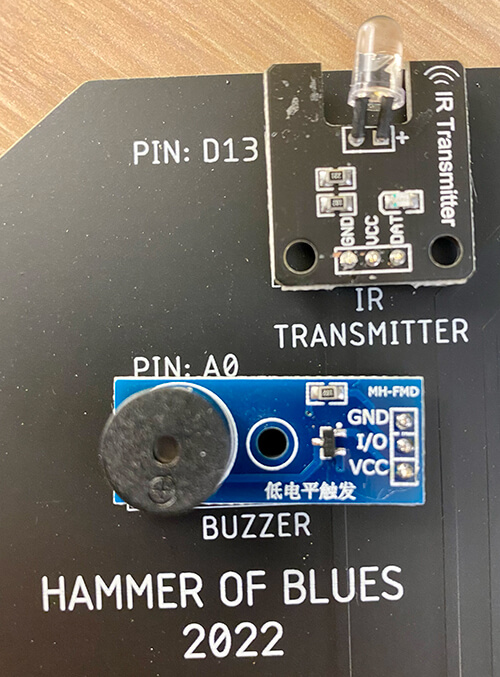 PIN: D13
+
IR Transmitter
GND
VCC
DAT
IR
TRANSMITTER
PIN: A0
MH-FMD
GND
I/O
VCC
低电平触发
BUZZER
HAMMER OF BLUES
2022